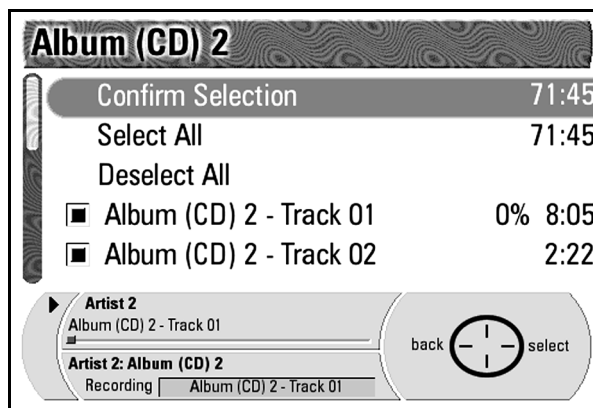 Album (CD) 2
Confirm Selection 71:45
Select All 71:45
Deselect All
Album (CD) 2 - Track 01 0% 8:05
Album (CD) 2 - Track 02 2:22
Artist 2
Album (CD) 2 - Track 01
back select
Artist 2: Album (CD) 2
Recording Album (CD) 2 - Track 01